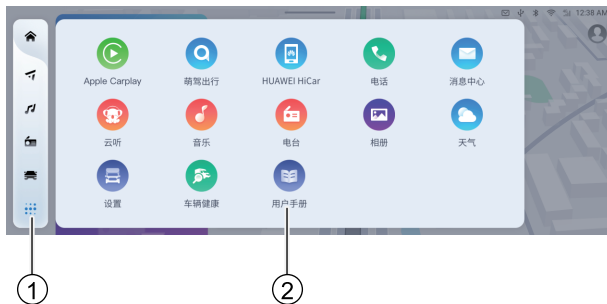 12:38 AM
Apple Carplay
萌驾出行
HUAWEI HiCar
电话
消息中心
云听
音乐
电台
相册
天气
设置
车辆健康
用户手册
1
2